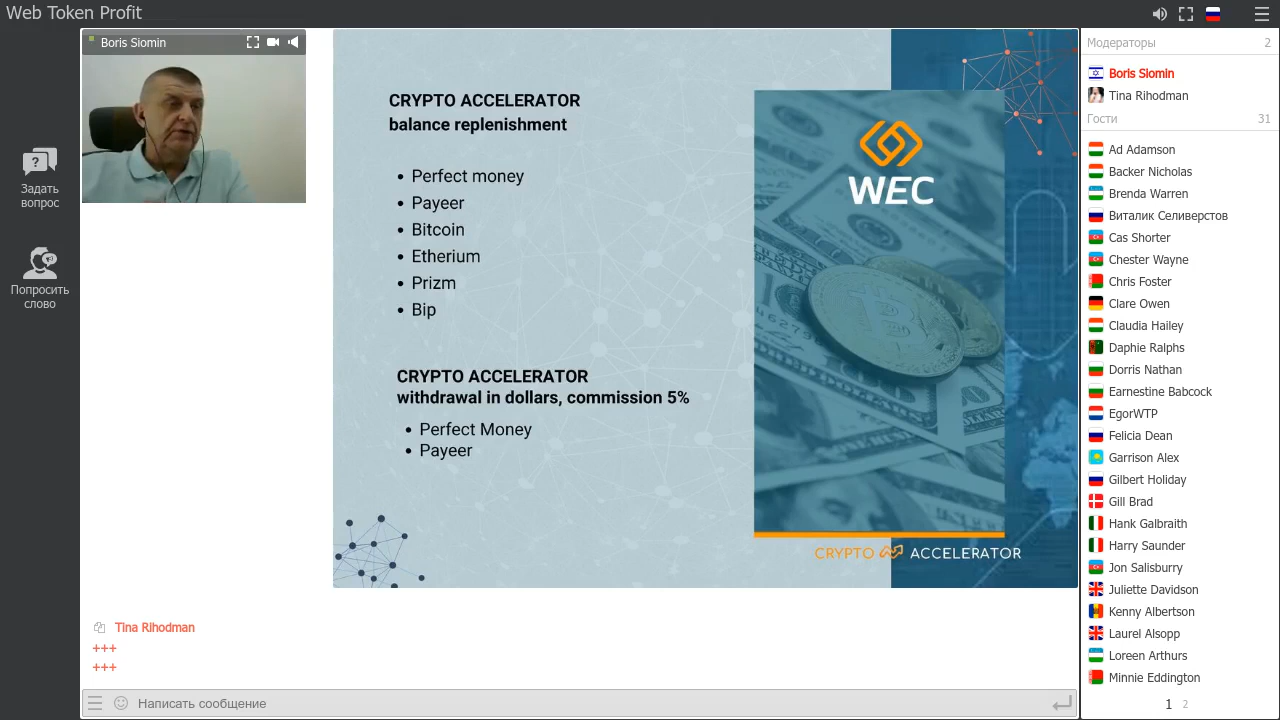 Web Token Profit
Boris Slomin
Задать
вопрос
Попросить
слово
CRYPTO ACCELERATOR
balance replenishment
• Perfect money
• Payeer
• Bitcoin
• Etherium
• Prizm
• Bip
CRYPTO ACCELERATOR
withdrawal in dollars, commission 5%
• Perfect Money
• Payeer
WEC
CRYPTO ACCELERATOR
Tina Rihodman
+++
+++
Написать сообщение
Модераторы 2
Boris Slomin
Tina Rihodman
Гости 31
Ad Adamson
Backer Nicholas
Brenda Warren
Виталик Селиверстов
Cas Shorter
Chester Wayne
Chris Foster
Clare Owen
Claudia Hailey
Daphie Ralphs
Dorris Nathan
Earnestine Babcock
EgorWTP
Felicia Dean
Garrison Alex
Gilbert Holiday
Gill Brad
Hank Galbraith
Harry Saunder
Jon Salisburry
Juliette Davidson
Kenny Albertson
Laurel Alsopp
Loreen Arthurs
Minnie Eddington
1 2